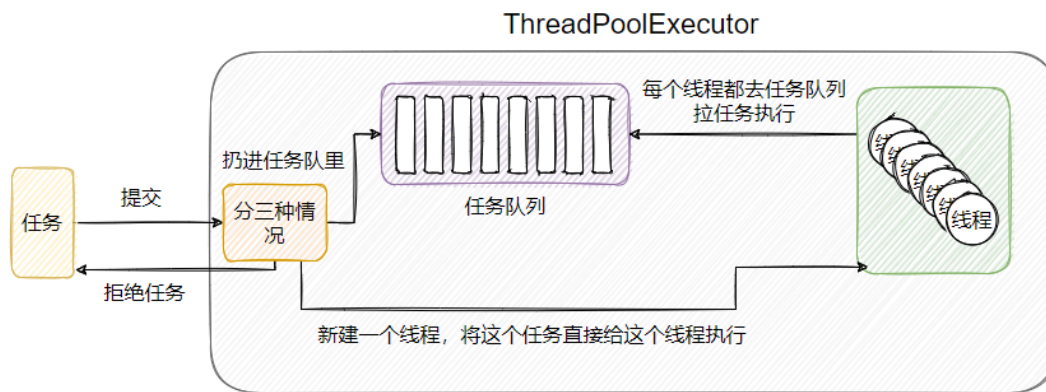 ThreadPoolExecutor
每个线程都去任务队列
拉任务执行
扔进任务队里
任务
提交
分三种情
况
任务队列
线程
拒绝任务
新建一个线程，将这个任务直接给这个线程执行